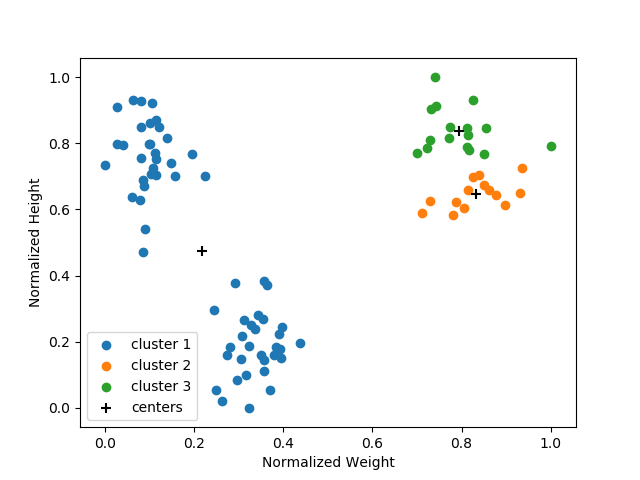 1.0
0.8
0.6
0.4
0.2
0.0
Normalized Height
cluster 1
cluster 2
cluster 3
centers
0.0 0.2 0.4 0.6 0.8 1.0
Normalized Weight